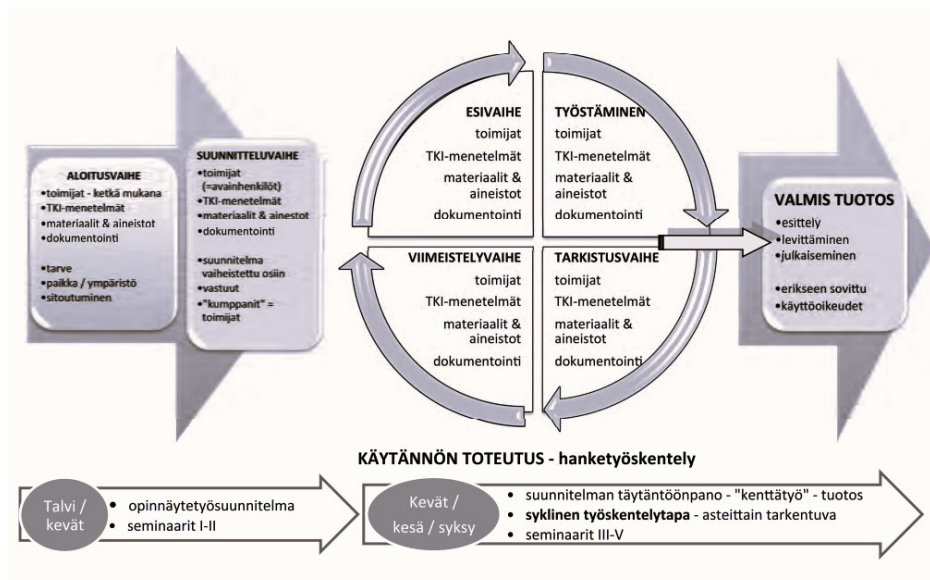 ALOITUSVAIHE
•toimijat - ketkä mukana
•TKI-menetelmät
•materiaalit & aineistot
•dokumentointi
•tarve
•paikka / ympäristö
•sitoutuminen
SUUNNITTELUVAIHE
•toimijat
(=avainhenkilöt)
•TKI-menetelmät
•materiaalit & ainestot
•dokumentointi
•suunnitelma
vaiheistettu osiin
•vastuut
•"kumppanit" =
toimijat
ESIVAIHE
toimijat
TKI-menetelmät
materiaalit &
aineistot
dokumentointi
TYÖSTÄMINEN
toimijat
TKI-menetelmät
materiaalit &
aineistot
dokumentointi
VIIMEISTELYVAIHE
toimijat
TKI-menetelmät
materiaalit &
aineistot
dokumentointi
TARKISTUSVAIHE
toimijat
TKI-menetelmät
materiaalit &
aineistot
dokumentointi
VALMIS TUOTOS
•esittely
•levittäminen
•julkaiseminen
•erikseen sovittu
•käyttöoikeudet
KÄYTÄNNÖN TOTEUTUS - hanketyöskentely
Talvi /
kevät
• opinnäytetyösuunnitelma
• seminaarit I-II
Kevät /
kesä / syksy
• suunnitelman täytäntöönpano - "kenttätyö" - tuotos
• syklinen työskentelytapa - asteittain tarkentuva
• seminaarit III-V